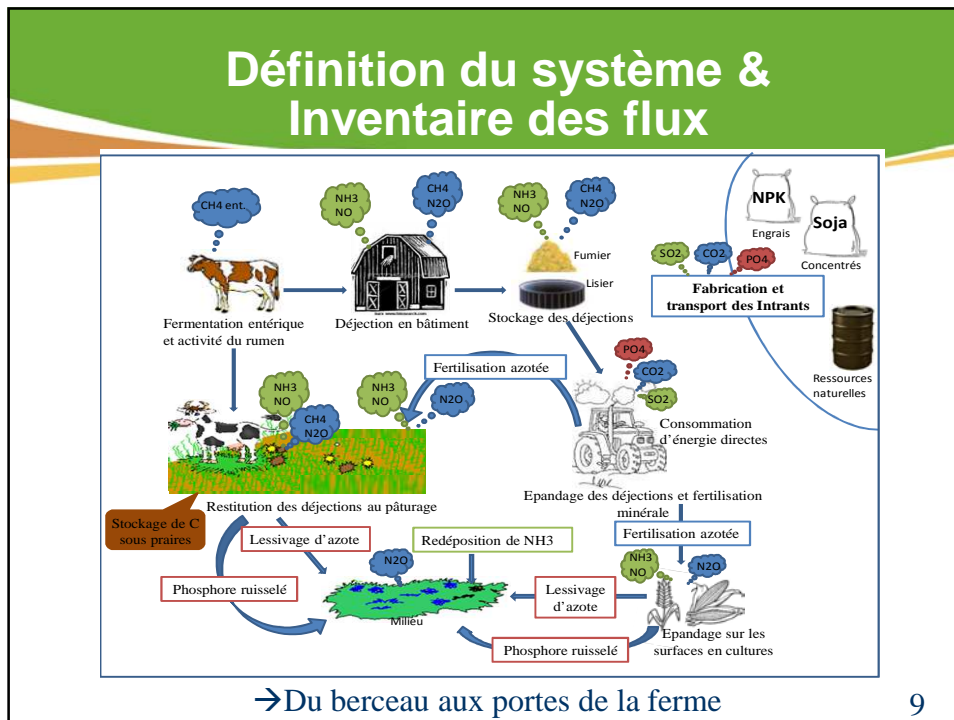 Définition du système &
Inventaire des flux
CH4 ent.
NH3
NO
CH4
N2O
NH3
NO
CH4
N2O
NPK
Engrais
Soja
Concentrés
SO2
CO2
PO4
Fabrication et
transport des Intrants
Ressources
naturelles
Fumier
Lisier
Fermentation entérique
et activité du rumen
Déjection en bâtiment
Stockage des déjections
Fertilisation azotée
PO4
CO2
SO2
Consommation
d'énergie directes
NH3
NO
CH4
N2O
NH3
NO
N2O
Epandage des déjections et fertilisation
minérale
Restitution des déjections au pâturage
Stockage de C
sous praires
Lessivage d'azote
Redéposition de NH3
Fertilisation azotée
N2O
NH3
NO
N2O
Phosphore ruisselé
Lessivage
d'azote
Milieu
Phosphore ruisselé
Epandage sur les
surfaces en cultures
→Du berceau aux portes de la ferme
9